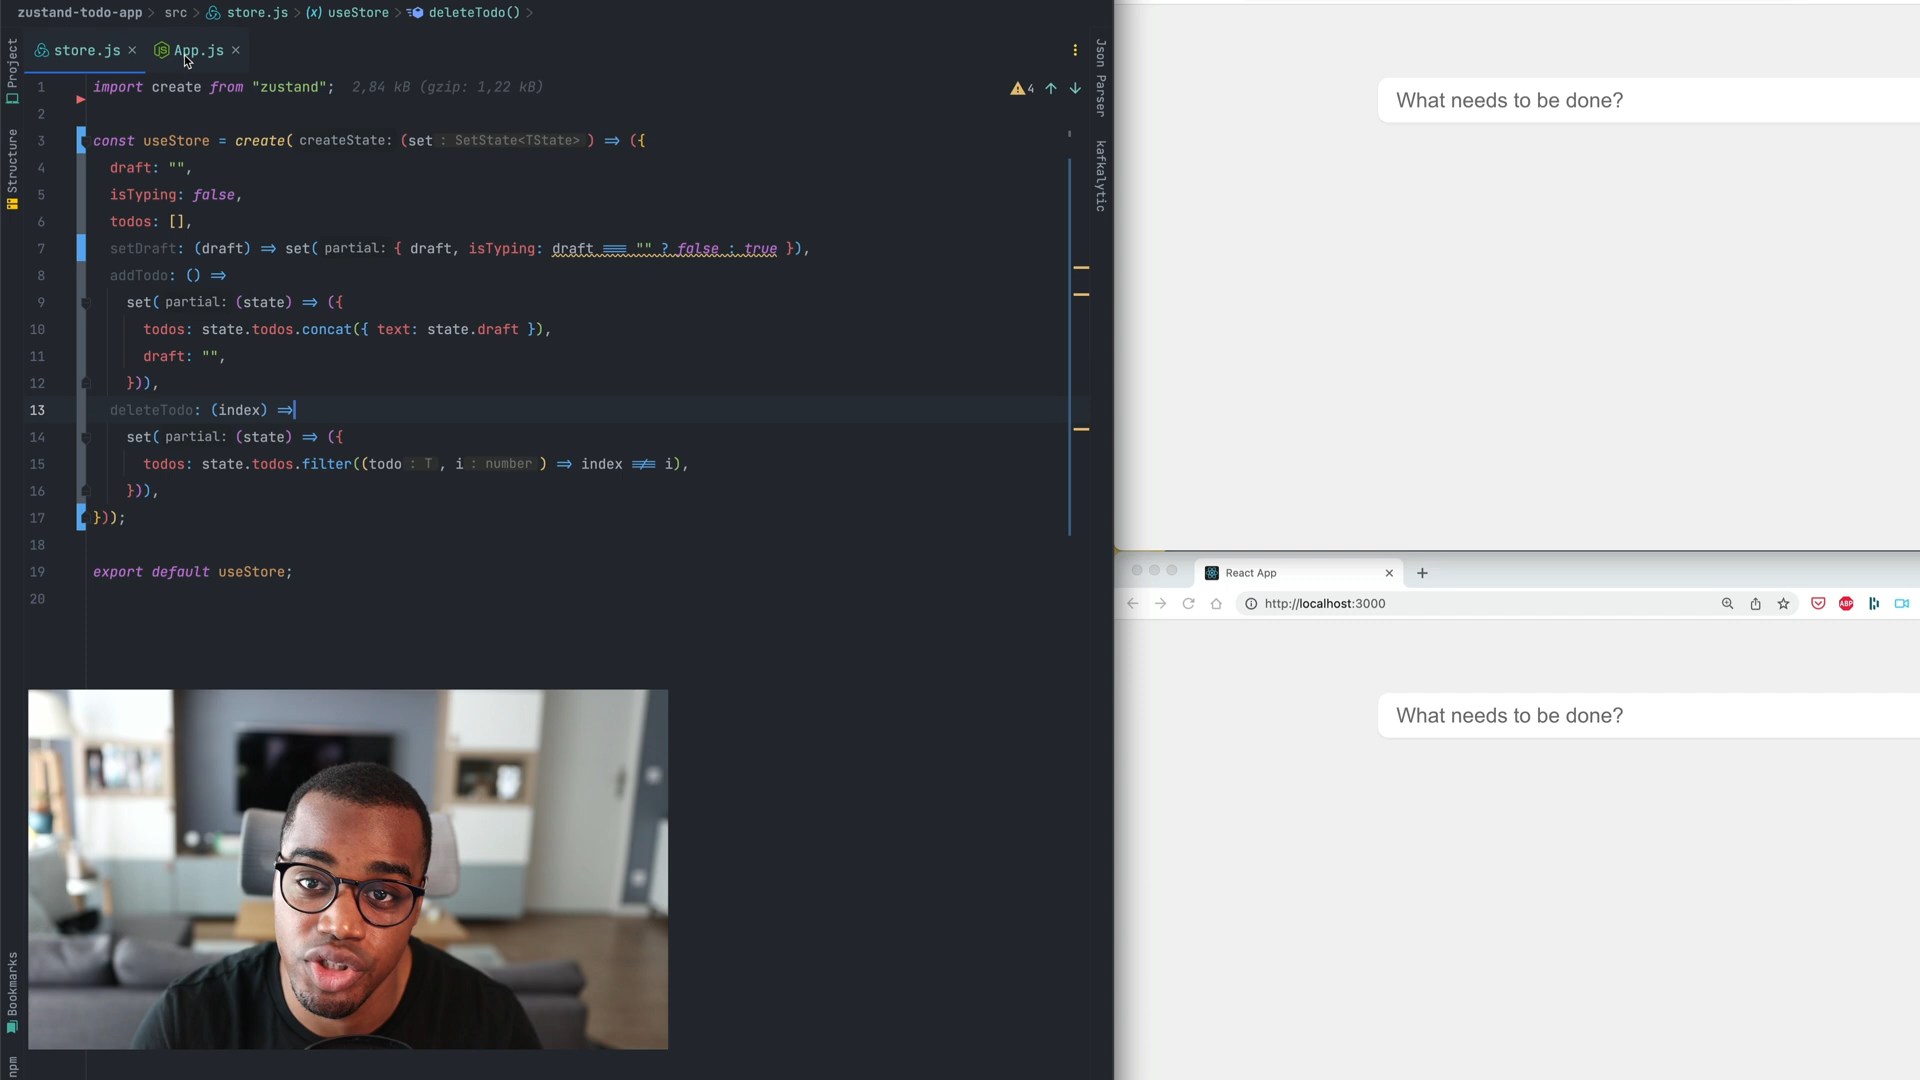 zustand-todo-app > src > store.js > (x) useStore > deleteTodo() >
store.js × App.js ×
Project
Structure
Bookmarks
npm
Json Parser
kafkalytic
4
1 import create from "zustand"; 2,84 kB (gzip: 1,22 kB)
2
3 const useStore = create( createState: (set : SetState<TState> ) => ({
4 draft: "",
5 isTyping: false,
6 todos: [],
7 setDraft: (draft) => set( partial: { draft, isTyping: draft === "" ? false : true }),
8 addTodo: () =>
9 set( partial: (state) => ({
10 todos: state.todos.concat({ text: state.draft }),
11 draft: "",
12 })),
13 deleteTodo: (index) =>
14 set( partial: (state) => ({
15 todos: state.todos.filter((todo : T , i : number ) => index !== i),
16 })),
17 }));
18
19 export default useStore;
20
What needs to be done?
React App × +
http://localhost:3000
ABP
What needs to be done?